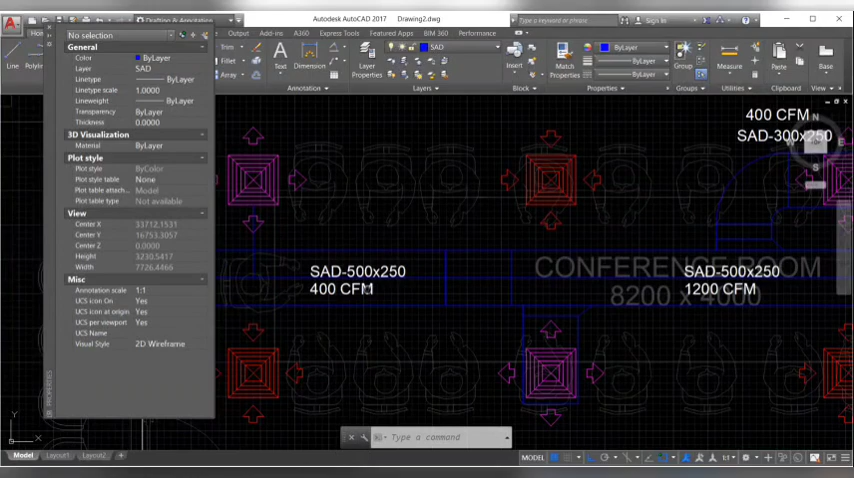 Drafting & Annotation
Autodesk AutoCAD 2017 Drawing2.dwg
Type a keyword or phrase
Sign In
Output Add-ins A360 Express Tools Featured Apps BIM 360 Performance
Line
Trim
Fillet
Array
Text
Dimension
Layer
Properties
SAD
Insert
Match
Properties
ByLayer
ByLayer
ByLayer
Group
Measure
Paste
Base
Annotation
Layers
Block
Properties
Groups
Utilities
Clipboard
View
No selection
General
Color ByLayer
Layer SAD
Linetype ByLayer
Linetype scale 1.0000
Lineweight ByLayer
Transparency ByLayer
Thickness 0.0000
3D Visualization
Material ByLayer
Plot style
Plot style ByColor
Plot style table None
Plot table attach... Model
Plot table type Not available
View
Center X 33712.1531
Center Y 16753.3057
Center Z 0.0000
Height 3230.5417
Width 7726.4466
Misc
Annotation scale 1:1
UCS icon On Yes
UCS icon at origin Yes
UCS per viewport Yes
UCS Name
Visual Style 2D Wireframe
PROPERTIES
400 CFM
SAD-300x250
N
W
E
S
SAD-500x250
400 CFM
CONFERENCE ROOM
8200 x 4000
SAD-500x250
1200 CFM
Y
X
Type a command
Model Layout1 Layout2 +
MODEL
1:1